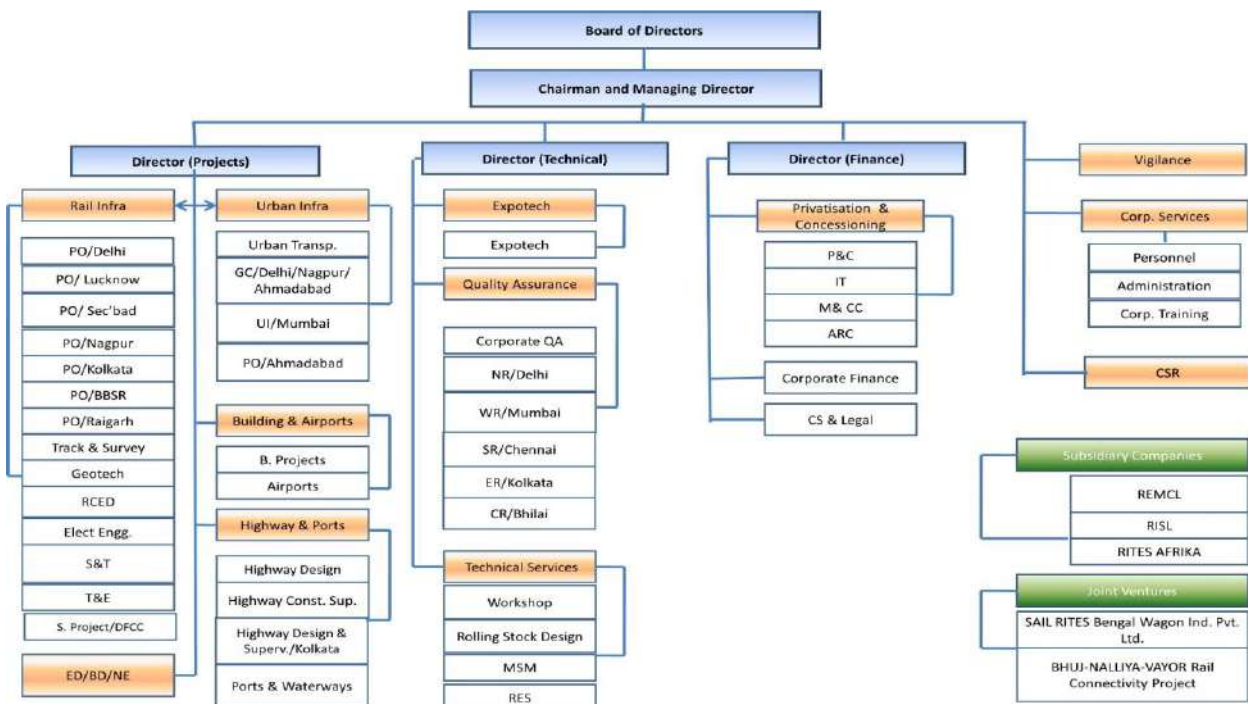 Board of Directors
Chairman and Managing Director
Director (Projects)
Rail Infra
PO/Delhi
PO/ Lucknow
PO/ Sec'bad
PO/Nagpur
PO/Kolkata
PO/BBSR
PO/Raigarh
Track & Survey
Geotech
RCED
Elect Engg.
S&T
T&E
S. Project/DFCC
ED/BD/NE
Urban Infra
Urban Transp.
GC/Delhi/Nagpur/
Ahmadabad
UI/Mumbai
PO/Ahmadabad
Building & Airports
B. Projects
Airports
Highway & Ports
Highway Design
Highway Const. Sup.
Highway Design &
Superv./Kolkata
Ports & Waterways
Director (Technical)
Expotech
Expotech
Quality Assurance
Corporate QA
NR/Delhi
WR/Mumbai
SR/Chennai
ER/Kolkata
CR/Bhilai
Technical Services
Workshop
Rolling Stock Design
MSM
RES
Director (Finance)
Privatisation &
Concessioning
P&C
IT
M& CC
ARC
Corporate Finance
CS & Legal
Vigilance
Corp. Services
Personnel
Administration
Corp. Training
CSR
Subsidiary Companies
REMCL
RISL
RITES AFRIKA
Joint Ventures
SAIL RITES Bengal Wagon Ind. Pvt.
Ltd.
BHUJ-NALLIYA-VAYOR Rail
Connectivity Project